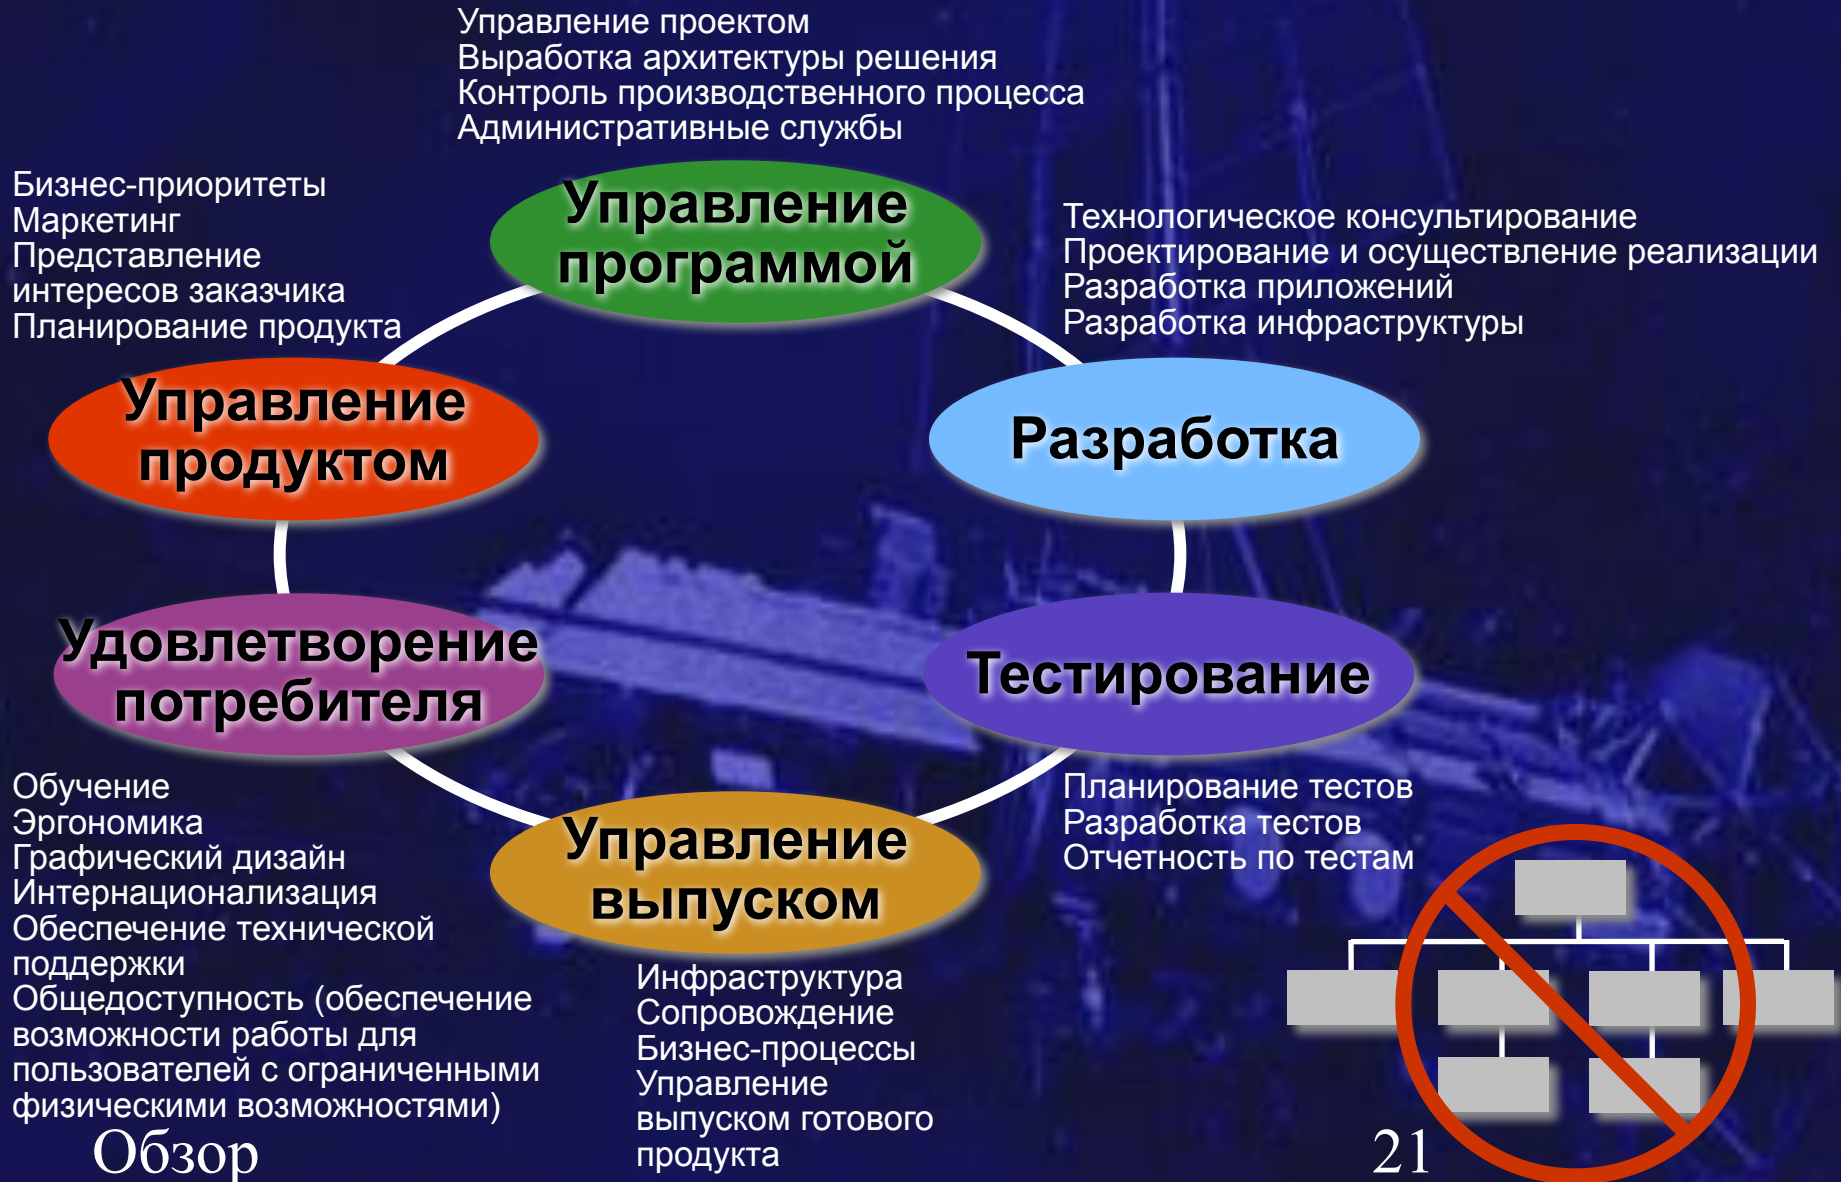 Управление проектом
Выработка архитектуры решения
Контроль производственного процесса
Административные службы
Управление
программой
Бизнес-приоритеты
Маркетинг
Представление
интересов заказчика
Планирование продукта
Технологическое консультирование
Проектирование и осуществление реализации
Разработка приложений
Разработка инфраструктуры
Управление
продуктом
Разработка
Удовлетворение
потребителя
Тестирование
Обучение
Эргономика
Графический дизайн
Интернационализация
Обеспечение технической
поддержки
Общедоступность (обеспечение
возможности работы для
пользователей с ограниченными
физическими возможностями)
Управление
выпуском
Планирование тестов
Разработка тестов
Отчетность по тестам
Инфраструктура
Сопровождение
Бизнес-процессы
Управление
выпуском готового
продукта
Обзор
21